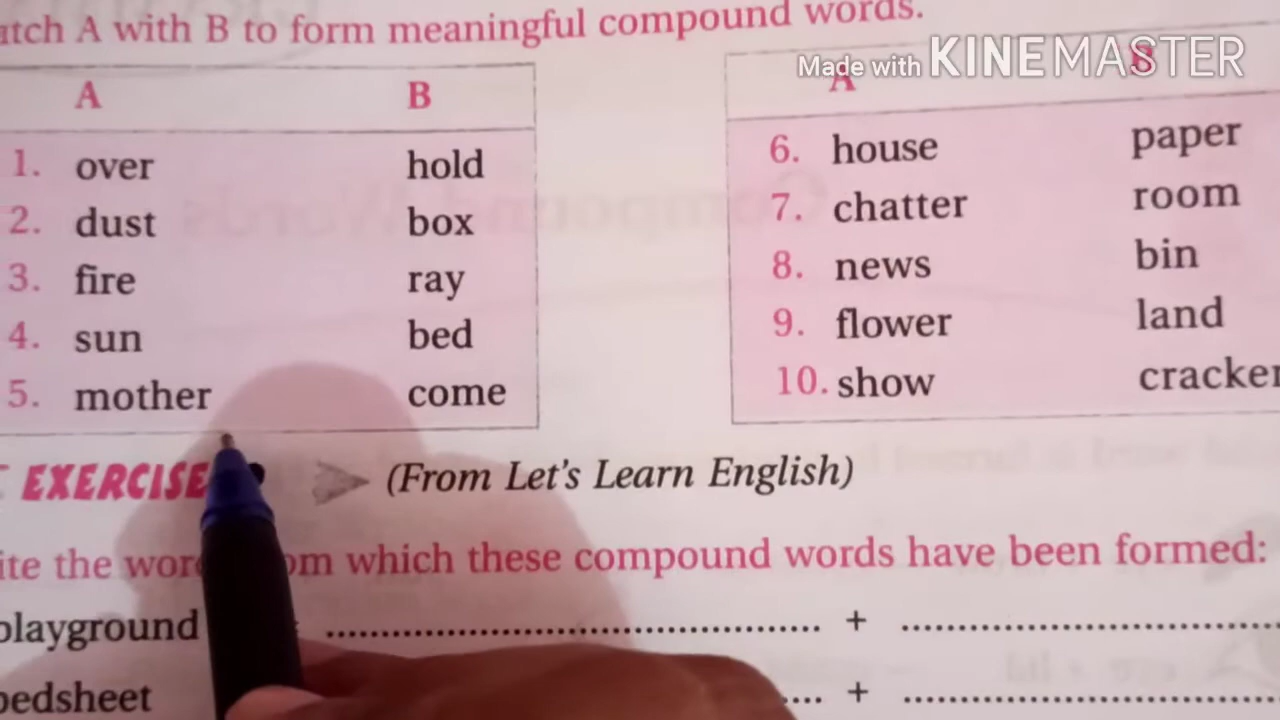 atch A with B to form meaningful compound words.
Made with KINEMASTER
A B
1. over hold
2. dust box
3. fire ray
4. sun bed
5. mother come
A B
6. house paper
7. chatter room
8. news bin
9. flower land
10. show cracker
EXERCISE (From Let's Learn English)
ite the wor om which these compound words have been formed:
playground +
bedsheet +